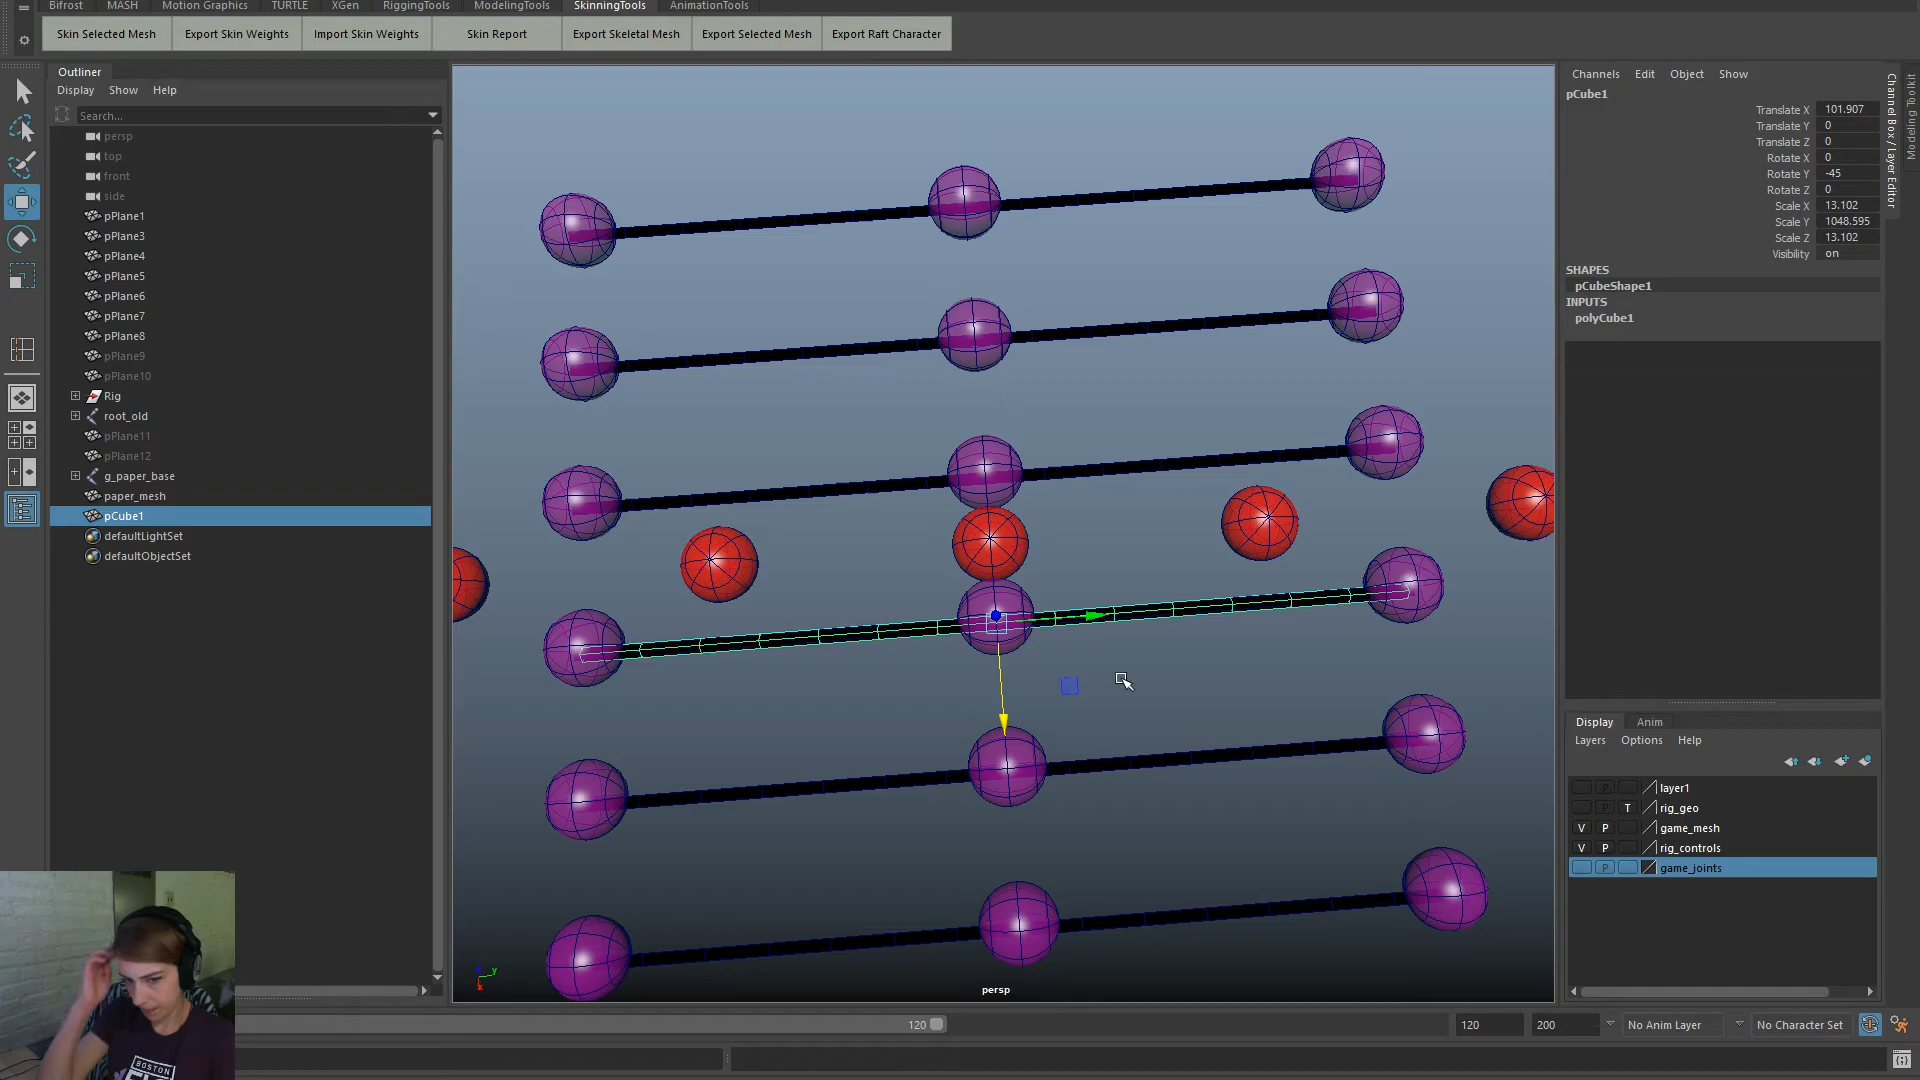 Bifrost MASH Motion Graphics TURTLE XGen RiggingTools ModelingTools SkinningTools AnimationTools
Skin Selected Mesh Export Skin Weights Import Skin Weights Skin Report Export Skeletal Mesh Export Selected Mesh Export Raft Character
Outliner
Display Show Help
Search...
persp
top
front
side
pPlane1
pPlane3
pPlane4
pPlane5
pPlane6
pPlane7
pPlane8
pPlane9
pPlane10
Rig
root_old
pPlane11
pPlane12
g_paper_base
paper_mesh
pCube1
defaultLightSet
defaultObjectSet
y
x
persp
Channels Edit Object Show
pCube1
Translate X 101.907
Translate Y 0
Translate Z 0
Rotate X 0
Rotate Y -45
Rotate Z 0
Scale X 13.102
Scale Y 1048.595
Scale Z 13.102
Visibility on
SHAPES
pCubeShape1
INPUTS
polyCube1
Channel Box / Layer Editor
Modeling Toolkit
Display Anim
Layers Options Help
P layer1
P T rig_geo
V P game_mesh
V P rig_controls
P game_joints
120 120 200 No Anim Layer No Character Set
BOSTON